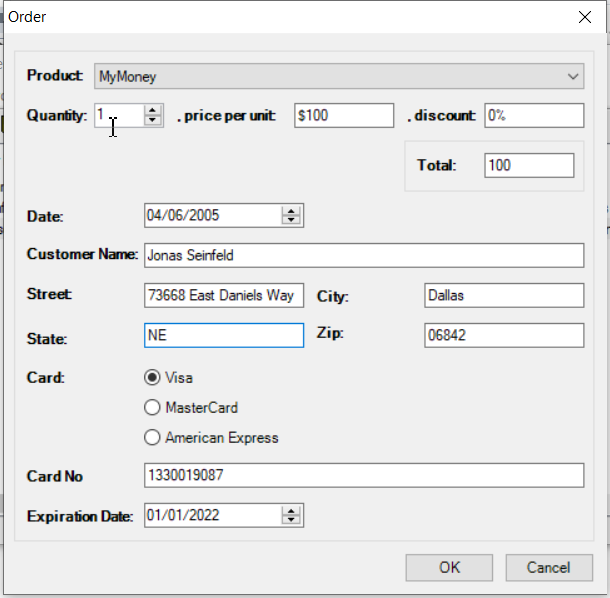 Order
Product: MyMoney
Quantity: 1 . price per unit: $100 . discount: 0%
Total: 100
Date: 04/06/2005
Customer Name: Jonas Seinfeld
Street: 73668 East Daniels Way City: Dallas
State: NE Zip: 06842
Card: Visa
MasterCard
American Express
Card No 1330019087
Expiration Date: 01/01/2022
OK Cancel